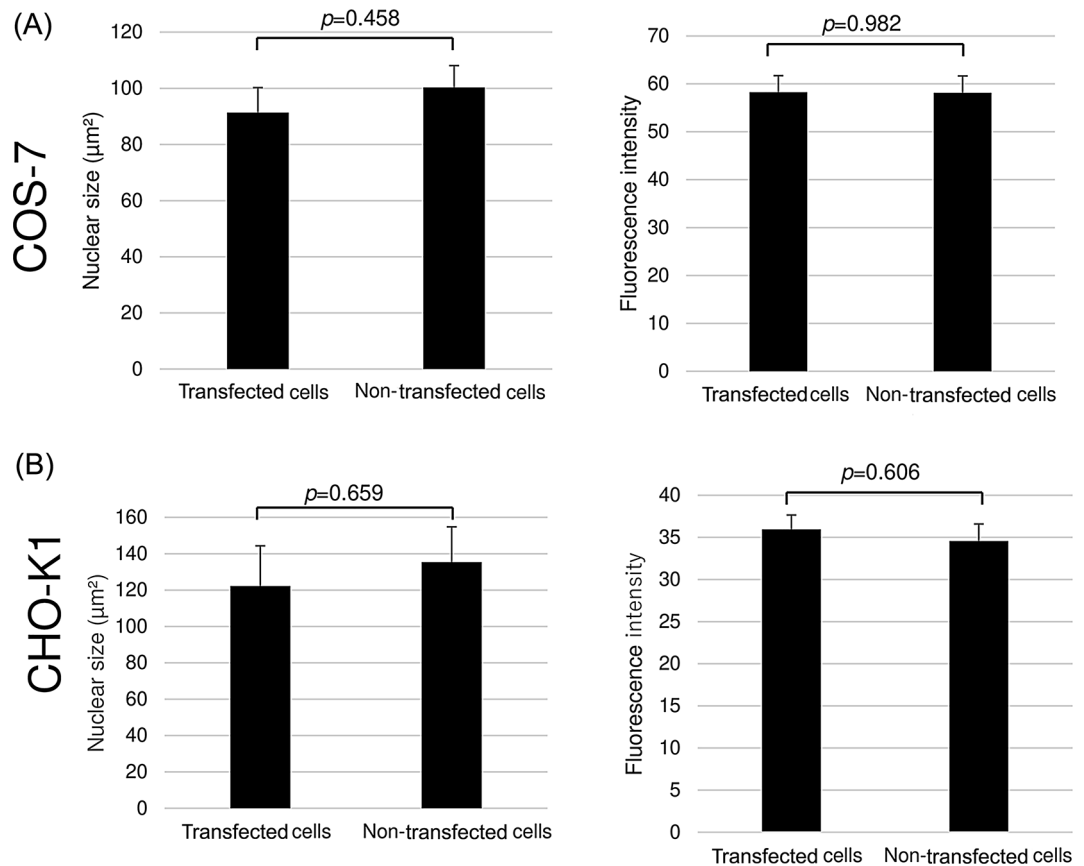 (A)
COS-7
p=0.458
Nuclear size (µm²)
120
100
80
60
40
20
0
Transfected cells
Non-transfected cells
p=0.982
Fluorescence intensity
70
60
50
40
30
20
10
0
Transfected cells
Non-transfected cells
(B)
CHO-K1
p=0.659
Nuclear size (µm²)
160
140
120
100
80
60
40
20
0
Transfected cells
Non-transfected cells
p=0.606
Fluorescence intensity
40
35
30
25
20
15
10
5
0
Transfected cells
Non-transfected cells